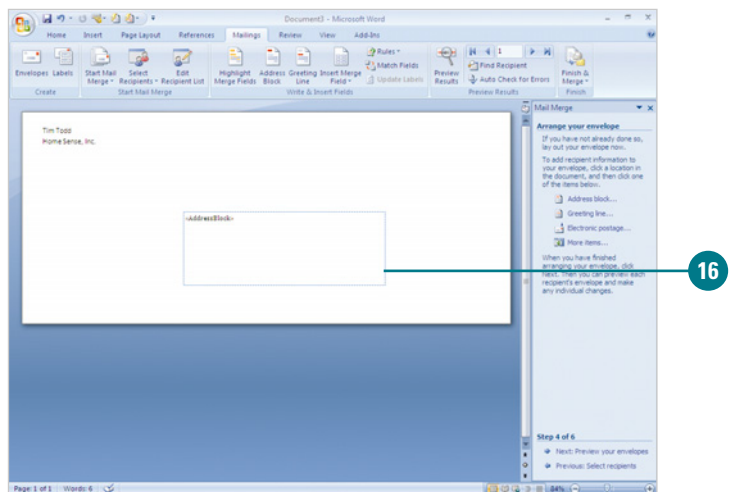 Document3 - Microsoft Word
Home Insert Page Layout References Mailings Review View Add-Ins
Envelopes Labels Start Mail Merge Select Recipients Edit Recipient List Highlight Merge Fields Address Block Greeting Line Insert Merge Field Rules Match Fields Update Labels Preview Results 1 Find Recipient Auto Check for Errors Finish & Merge
Create Start Mail Merge Write & Insert Fields Preview Results Finish
Mail Merge
Tim Todd
Home Sense, Inc.
«AddressBlock»
Arrange your envelope
If you have not already done so,
lay out your envelope now.
To add recipient information to
your envelope, click a location in
the document, and then click one
of the items below.
Address block...
Greeting line...
Electronic postage...
More items...
When you have finished
arranging your envelope, click
Next. Then you can preview each
recipient's envelope and make
any individual changes.
16
Step 4 of 6
Next: Preview your envelopes
Previous: Select recipients
Page: 1 of 1 Words: 6 84%